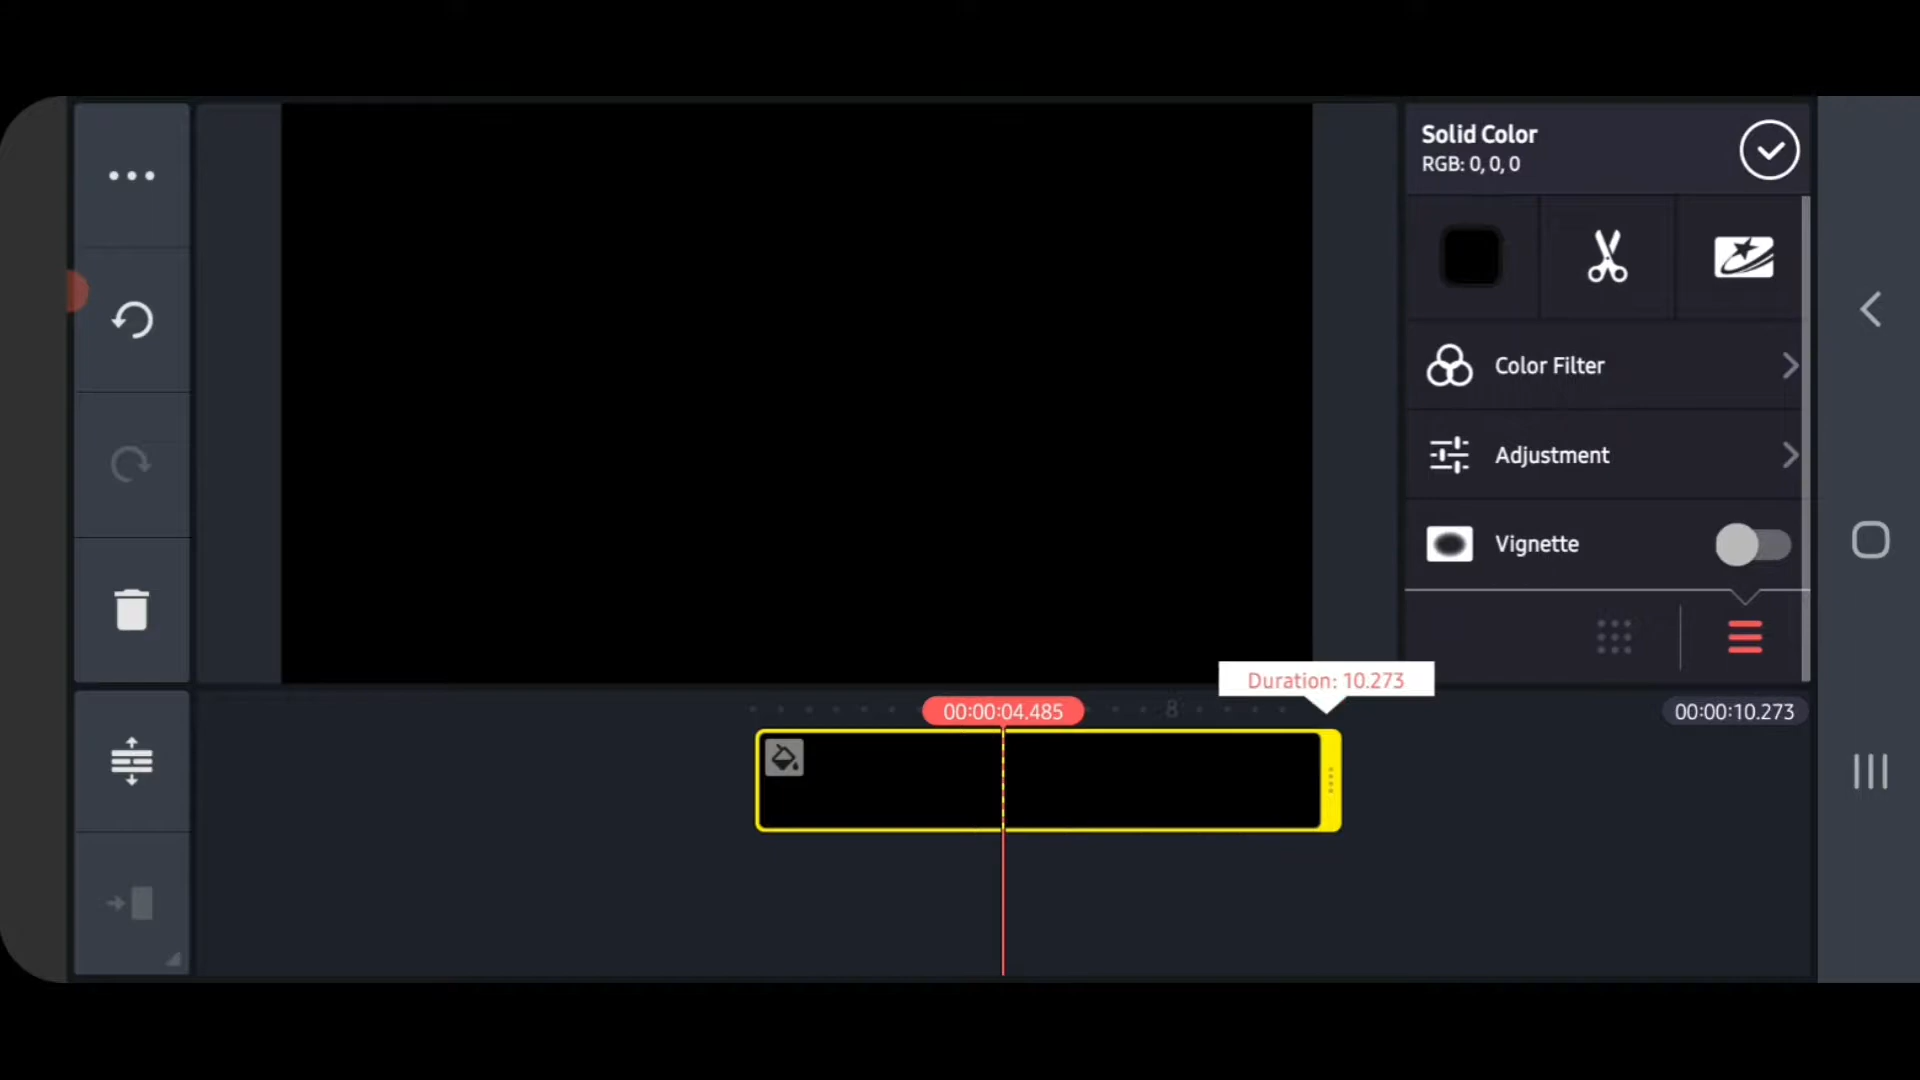 Solid Color
RGB: 0, 0, 0
Color Filter
Adjustment
Vignette
Duration: 10.273
00:00:04.485
8
00:00:10.273